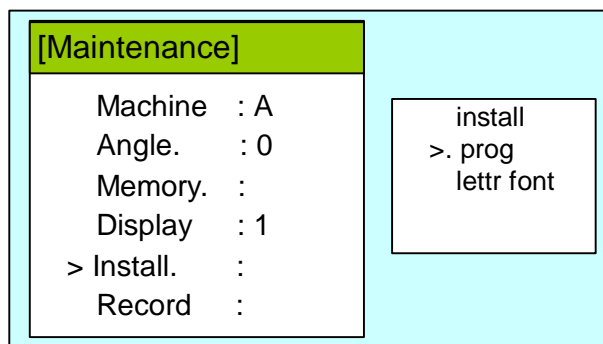 [Maintenance]
Machine : A
Angle. : 0
Memory. :
Display : 1
> Install. :
Record :
install
>. prog
lettr font